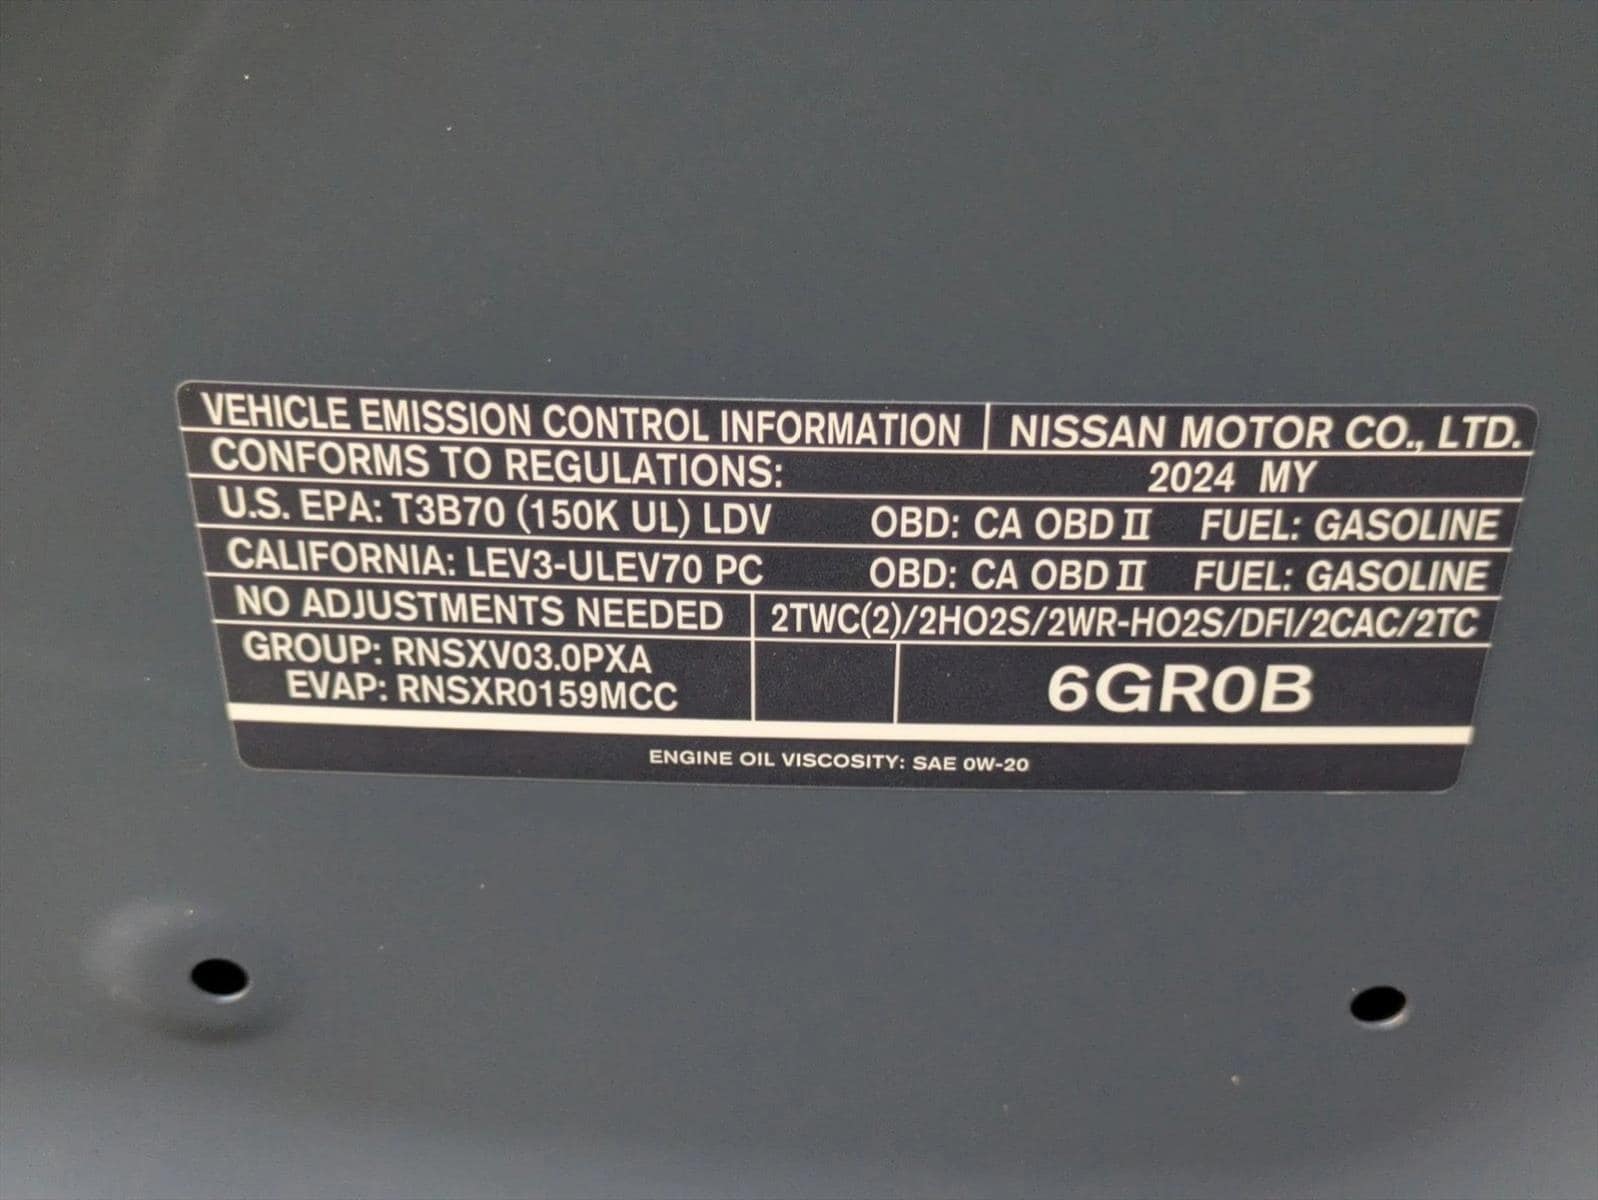 VEHICLE EMISSION CONTROL INFORMATION NISSAN MOTOR CO., LTD.
CONFORMS TO REGULATIONS: 2024 MY
U.S. EPA: T3B70 (150K UL) LDV OBD: CA OBD II FUEL: GASOLINE
CALIFORNIA: LEV3-ULEV70 PC OBD: CA OBD II FUEL: GASOLINE
NO ADJUSTMENTS NEEDED 2TWC(2)/2HO2S/2WR-HO2S/DFI/2CAC/2TC
GROUP: RNSXV03.0PXA
EVAP: RNSXR0159MCC
6GR0B
ENGINE OIL VISCOSITY: SAE 0W-20